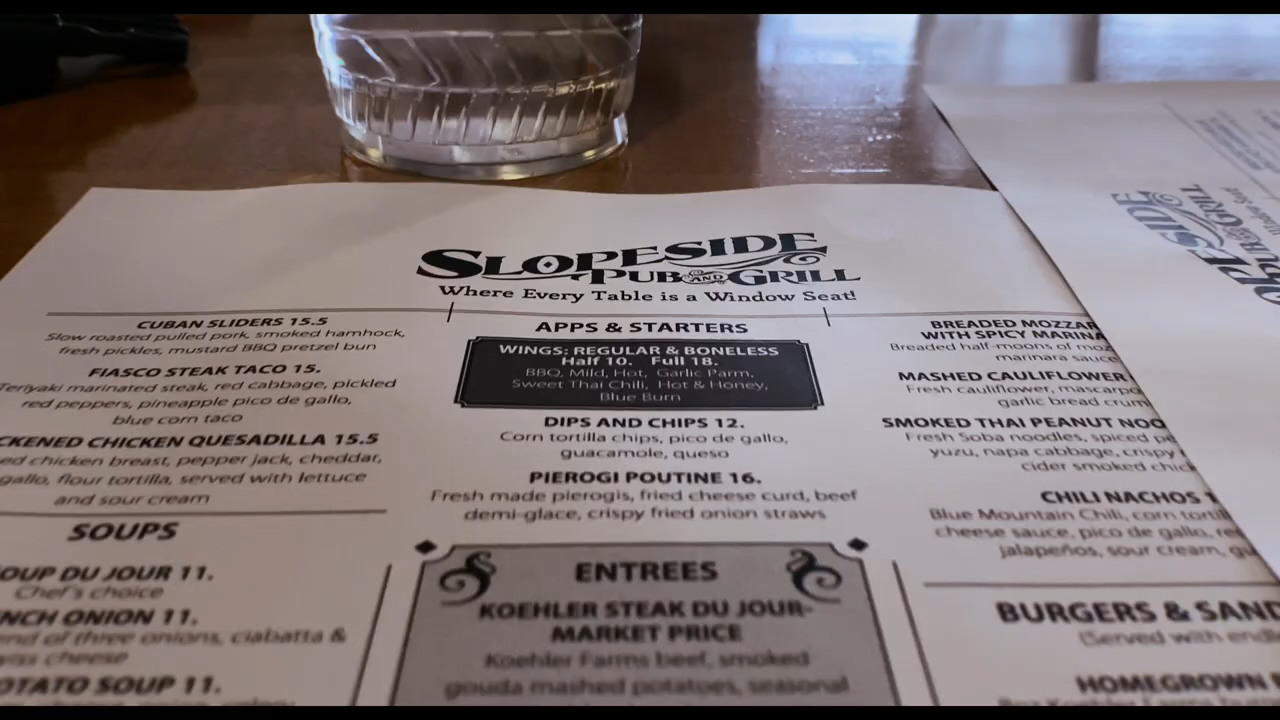 SLOPESIDE
PUB AND GRILL
Where Every Table is a Window Seat!
CUBAN SLIDERS 15.5
Slow roasted pulled pork, smoked hamhock,
fresh pickles, mustard BBQ pretzel bun
FIASCO STEAK TACO 15.
Teriyaki marinated steak, red cabbage, pickled
red peppers, pineapple pico de gallo,
blue corn taco
CHICKEN QUESADILLA 15.5
chicken breast, pepper jack, cheddar,
gallo, flour tortilla, served with lettuce
and sour cream
SOUPS
DU JOUR 11.
Chef's choice
ONION 11.
of three onions, ciabatta &
cheese
SOUP 11.
APPS & STARTERS
WINGS: REGULAR & BONELESS
Half 10. Full 18.
BBQ, Mild, Hot, Garlic Parm,
Sweet Thai Chili, Hot & Honey,
Blue Burn
DIPS AND CHIPS 12.
Corn tortilla chips, pico de gallo,
guacamole, queso
PIEROGI POUTINE 16.
Fresh made pierogis, fried cheese curd, beef
demi-glace, crispy fried onion straws
ENTREES
KOEHLER STEAK DU JOUR-
MARKET PRICE
Koehler Farms beef, smoked
gouda mashed potatoes, seasonal
BREADED MOZZAR
WITH SPICY MARINA
Breaded half-moons of moz
marinara sauce
MASHED CAULIFLOWER
Fresh cauliflower, mascarpo
garlic bread crum
SMOKED THAI PEANUT NOO
Fresh Soba noodles, spiced pe
yuzu, napa cabbage, crispy
cider smoked chick
CHILI NACHOS 1
Blue Mountain Chili, corn tortil
cheese sauce, pico de gallo, re
jalapeños, sour cream, gu
BURGERS & SAND
(Served with endl
HOMEGROWN